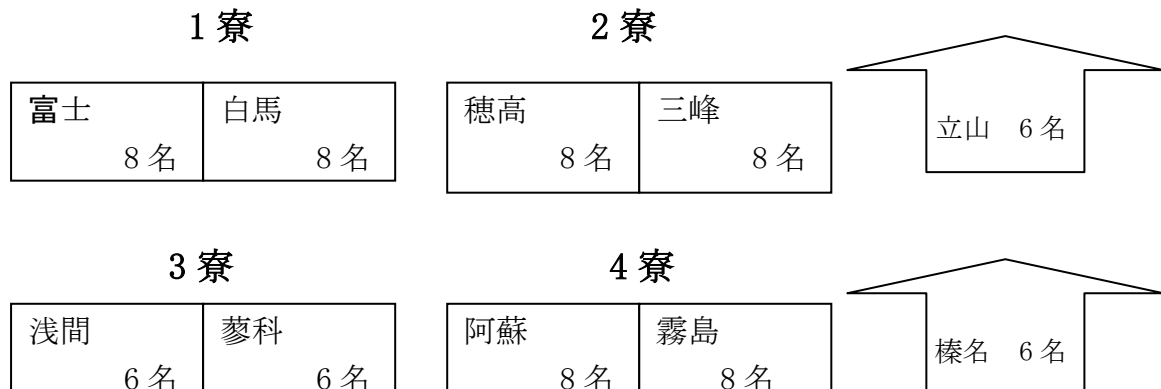 1寮 2寮
富士 白馬 穂高 三峰
立山 6名
8名 8名 8名 8名
3寮 4寮
浅間 蓼科 阿蘇 霧島
榛名 6名
6名 6名 8名 8名